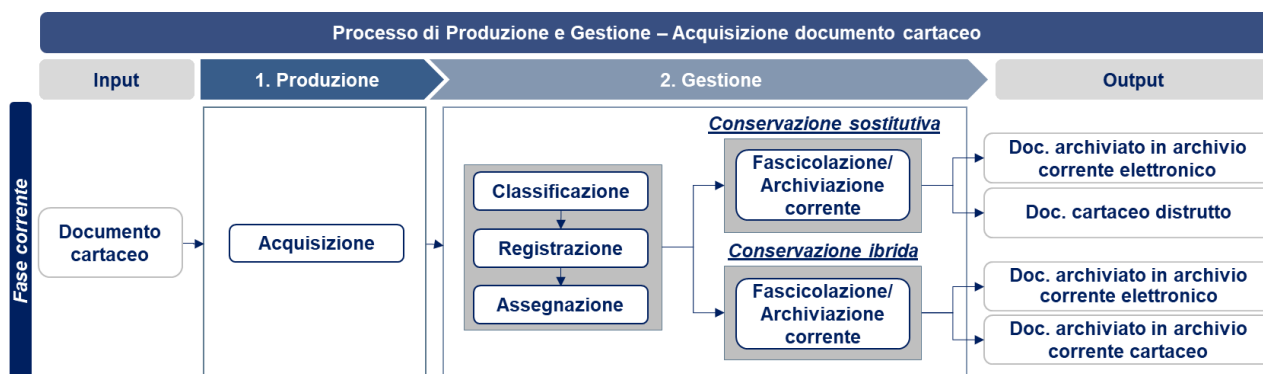 Processo di Produzione e Gestione – Acquisizione documento cartaceo
Input
1. Produzione
2. Gestione
Output
Fase corrente
Documento
cartaceo
Acquisizione
Classificazione
Registrazione
Assegnazione
Conservazione sostitutiva
Fascicolazione/
Archiviazione
corrente
Conservazione ibrida
Fascicolazione/
Archiviazione
corrente
Doc. archiviato in archivio
corrente elettronico
Doc. cartaceo distrutto
Doc. archiviato in archivio
corrente elettronico
Doc. archiviato in archivio
corrente cartaceo